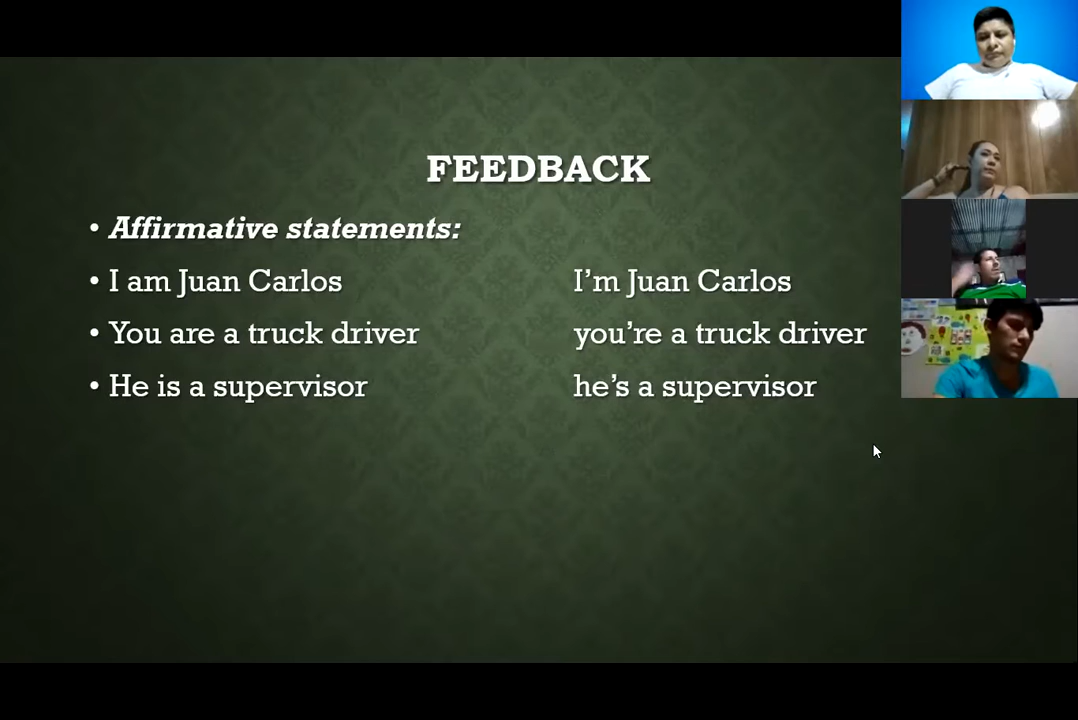 FEEDBACK
• Affirmative statements:
• I am Juan Carlos I'm Juan Carlos
• You are a truck driver you're a truck driver
• He is a supervisor he's a supervisor